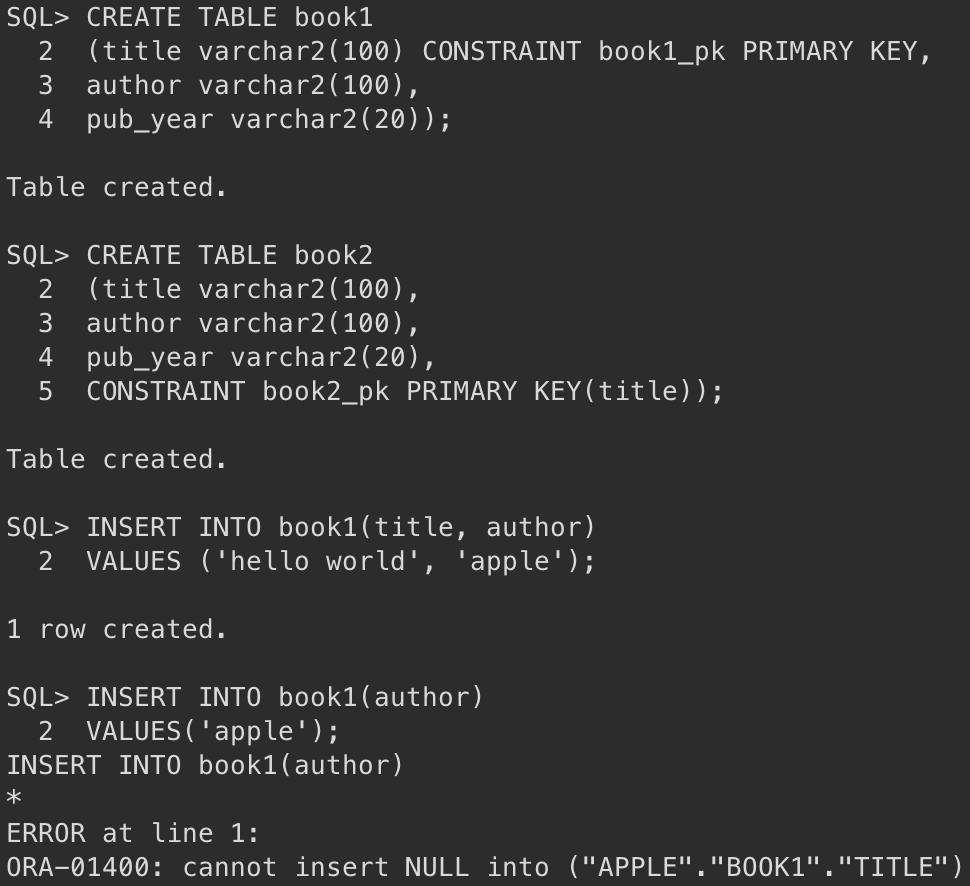 SQL> CREATE TABLE book1
  2  (title varchar2(100) CONSTRAINT book1_pk PRIMARY KEY,
  3  author varchar2(100),
  4  pub_year varchar2(20));
Table created.
SQL> CREATE TABLE book2
  2  (title varchar2(100),
  3  author varchar2(100),
  4  pub_year varchar2(20),
  5  CONSTRAINT book2_pk PRIMARY KEY(title));
Table created.
SQL> INSERT INTO book1(title, author)
  2  VALUES ('hello world', 'apple');
1 row created.
SQL> INSERT INTO book1(author)
  2  VALUES('apple');
INSERT INTO book1(author)
*
ERROR at line 1:
ORA-01400: cannot insert NULL into ("APPLE"."BOOK1"."TITLE")